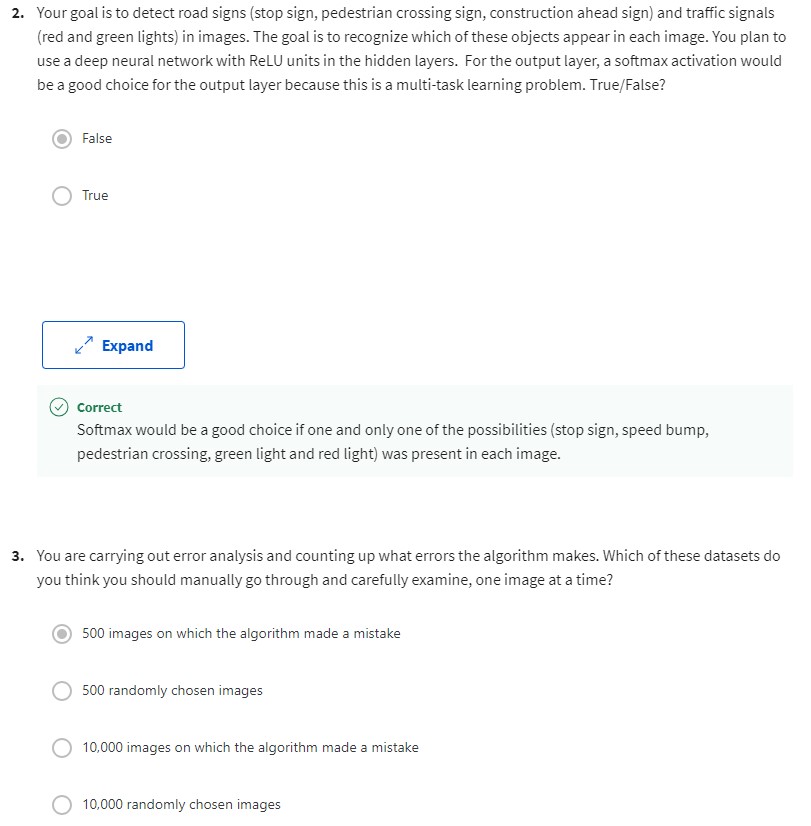 2. Your goal is to detect road signs (stop sign, pedestrian crossing sign, construction ahead sign) and traffic signals
(red and green lights) in images. The goal is to recognize which of these objects appear in each image. You plan to
use a deep neural network with ReLU units in the hidden layers. For the output layer, a softmax activation would
be a good choice for the output layer because this is a multi-task learning problem. True/False?
False
True
Expand
Correct
Softmax would be a good choice if one and only one of the possibilities (stop sign, speed bump,
pedestrian crossing, green light and red light) was present in each image.
3. You are carrying out error analysis and counting up what errors the algorithm makes. Which of these datasets do
you think you should manually go through and carefully examine, one image at a time?
500 images on which the algorithm made a mistake
500 randomly chosen images
10,000 images on which the algorithm made a mistake
10,000 randomly chosen images